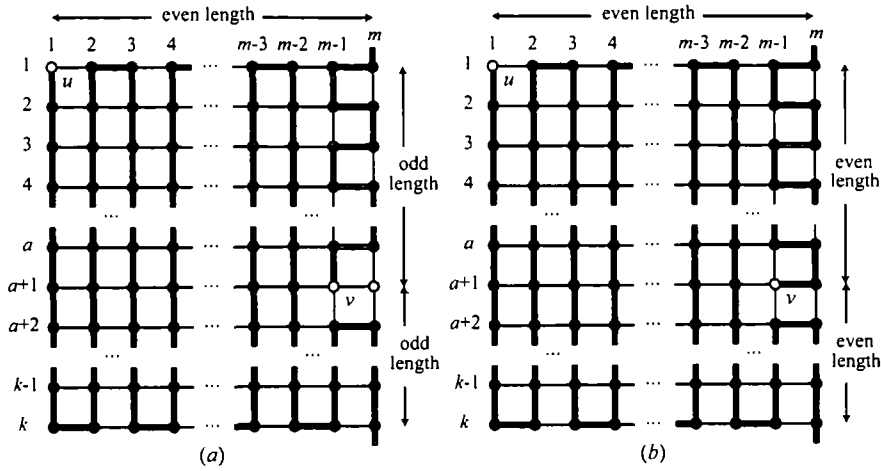 even length
1 2 3 4 ... m-3 m-2 m-1 m
1 u
2
3
4
... ...
a
a+1 v
a+2
... ...
k-1 ...
k ...
odd length
odd length
(a)
even length
1 2 3 4 ... m-3 m-2 m-1 m
1 u
2
3
4
... ...
a
a+1 v
a+2
... ...
k-1 ...
k ...
even length
even length
(b)